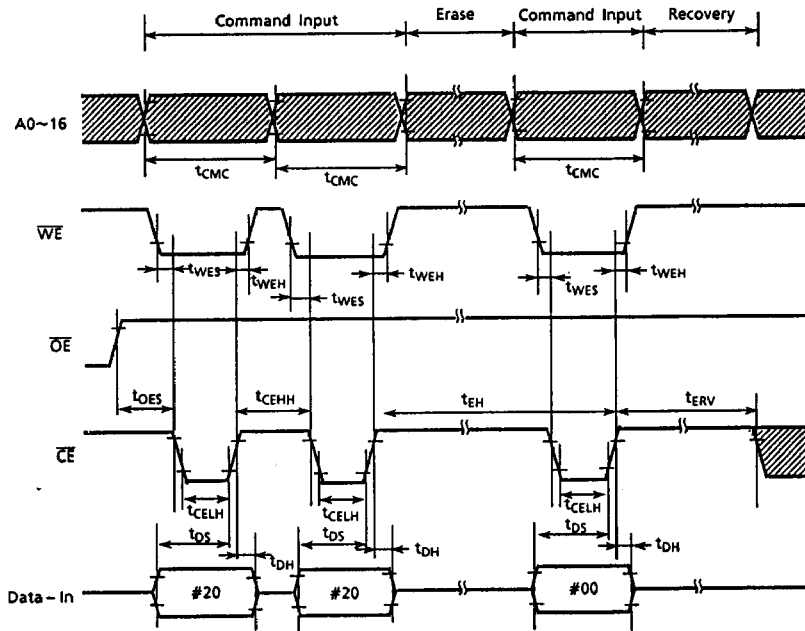 Command Input Erase Command Input Recovery
A0~16
tCMC tCMC tCMC
WE
tWES tWEH tWES tWEH tWES tWEH
OE
tOES tCEHH tEH tERV
CE
tCELH tCELH tCELH
tDS tDH tDS tDH tDS tDH
Data-In #20 #20 #00